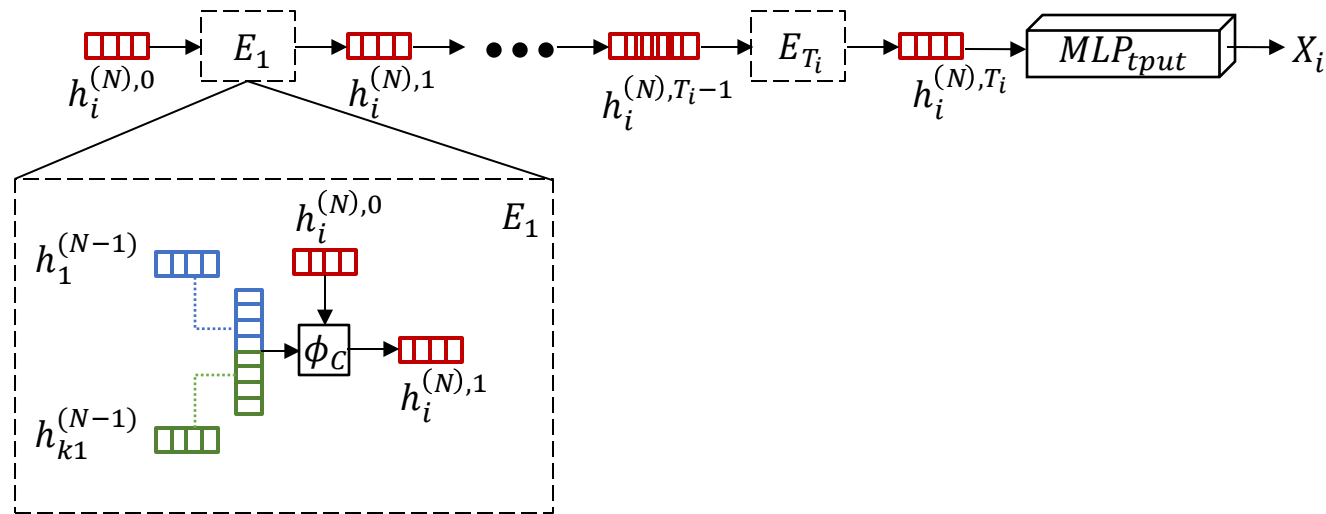 h_i^{(N),0}
E_1
h_i^{(N),1}
h_i^{(N),T_i-1}
E_{T_i}
h_i^{(N),T_i}
MLP_{tput}
X_i
E_1
h_i^{(N),0}
h_1^{(N-1)}
ϕ_C
h_i^{(N),1}
h_{k1}^{(N-1)}